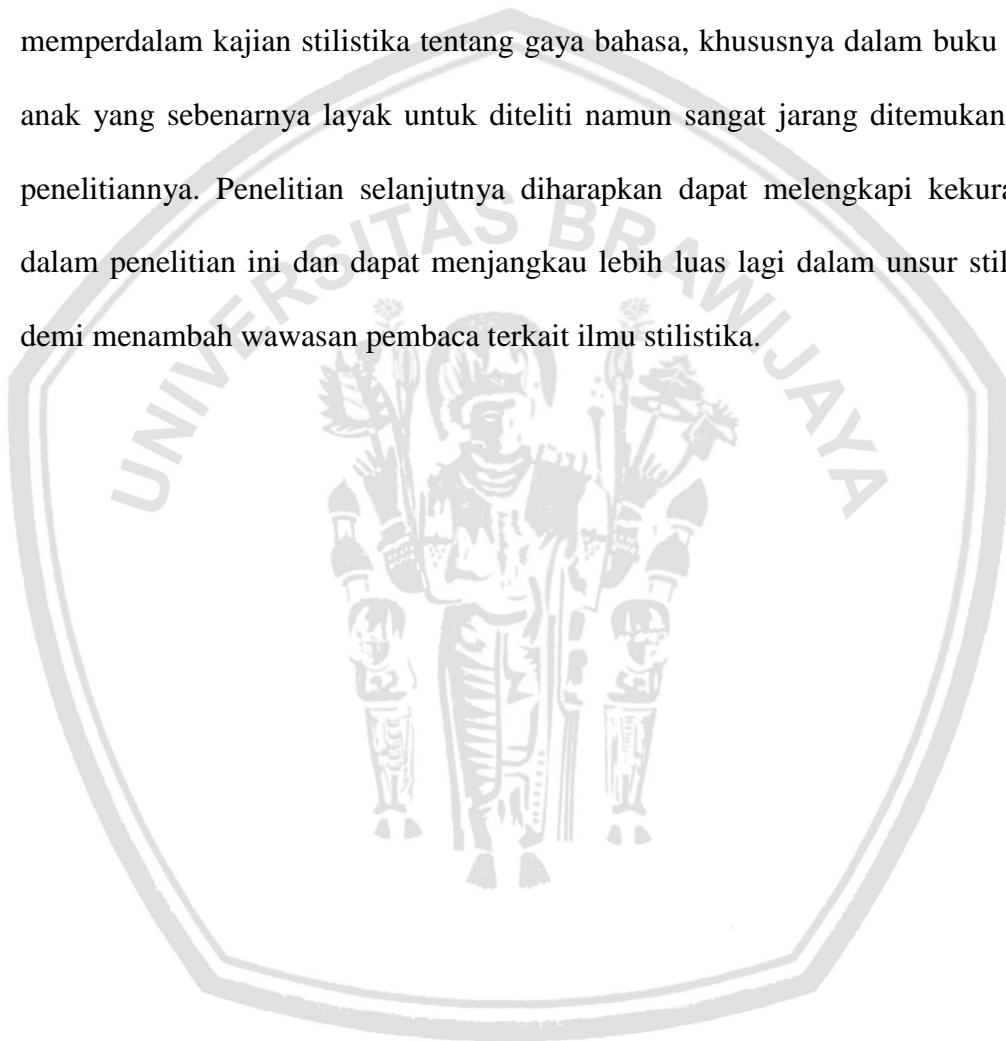 memperdalam kajian stilistika tentang gaya bahasa, khususnya dalam buku
anak yang sebenarnya layak untuk diteliti namun sangat jarang ditemukan
penelitiannya. Penelitian selanjutnya diharapkan dapat melengkapi
dalam penelitian ini dan dapat menjangkau lebih luas lagi dalam unsur
demi menambah wawasan pembaca terkait ilmu stilistika.
UNIVERSITAS BRAWIJAYA